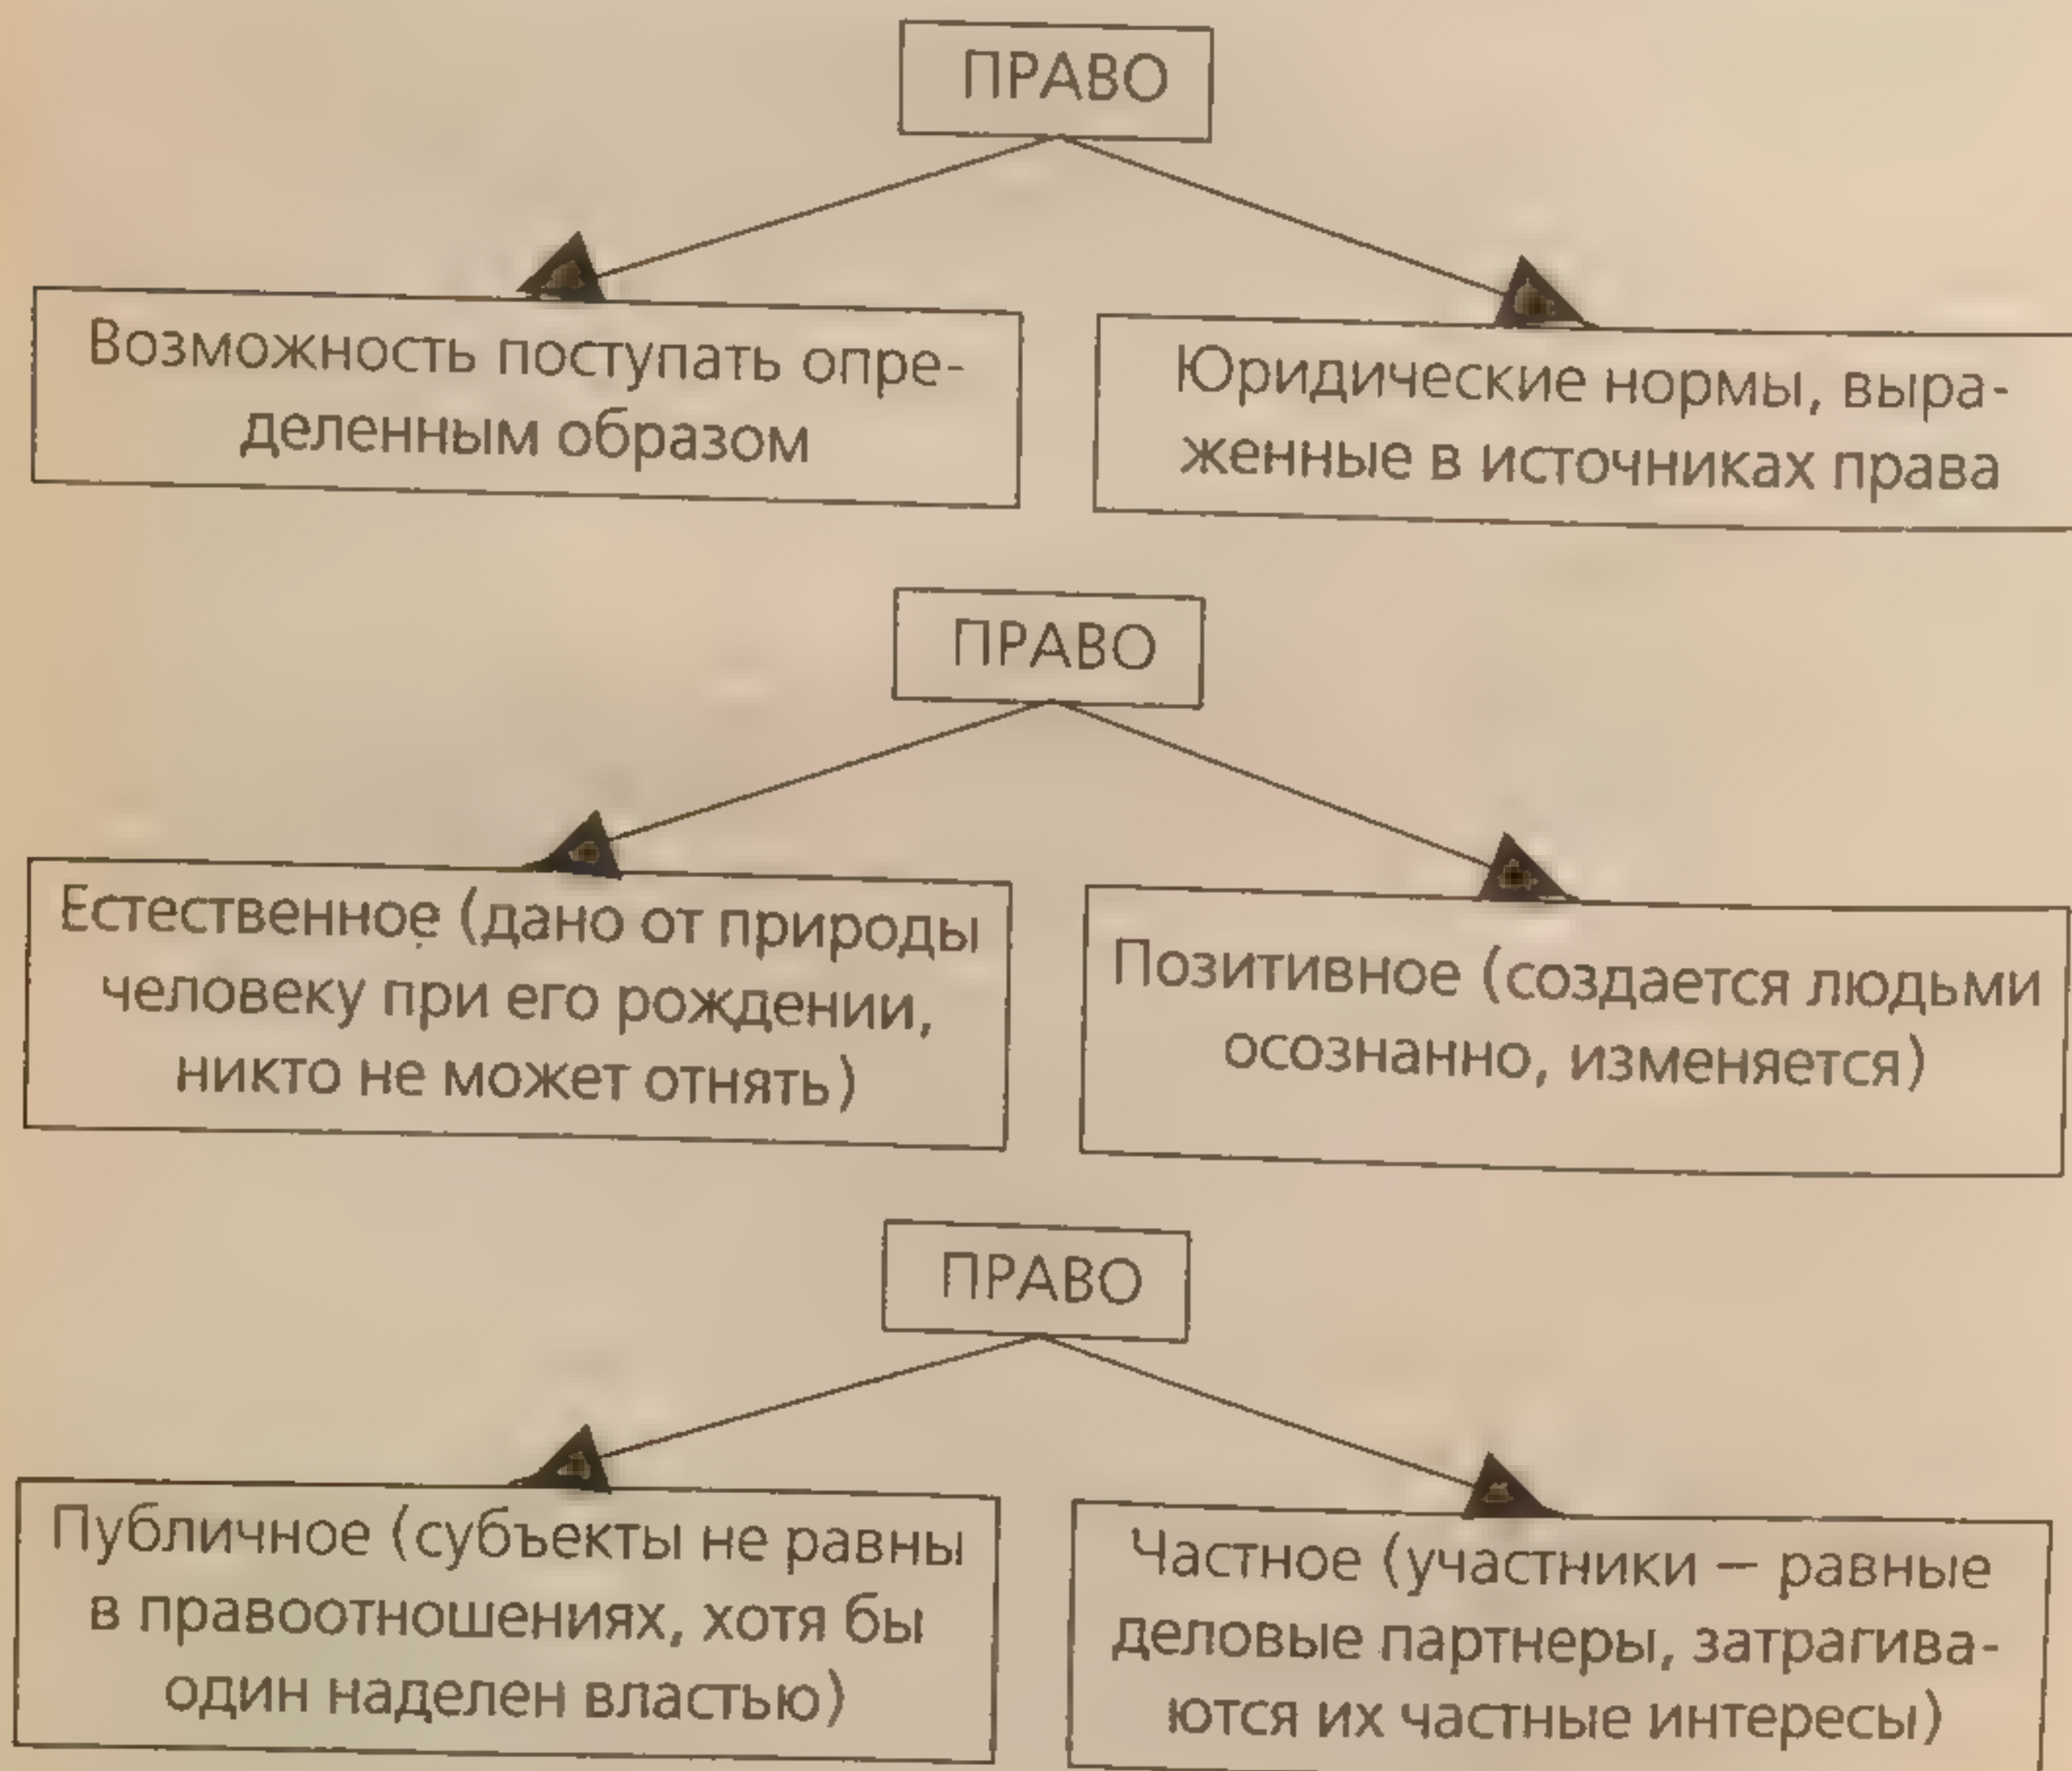 ПРАВО
Возможность поступать опре-
деленным образом
Юридические нормы, выра-
женные в источниках права
ПРАВО
Естественное (дано от природы
человеку при его рождении,
никто не может отнять)
Позитивное (создается людьми
осознанно, изменяется)
ПРАВО
Публичное (субъекты не равны
в правоотношениях, хотя бы
один наделен властью)
Частное (участники – равные
деловые партнеры, затрагива-
ются их частные интересы)